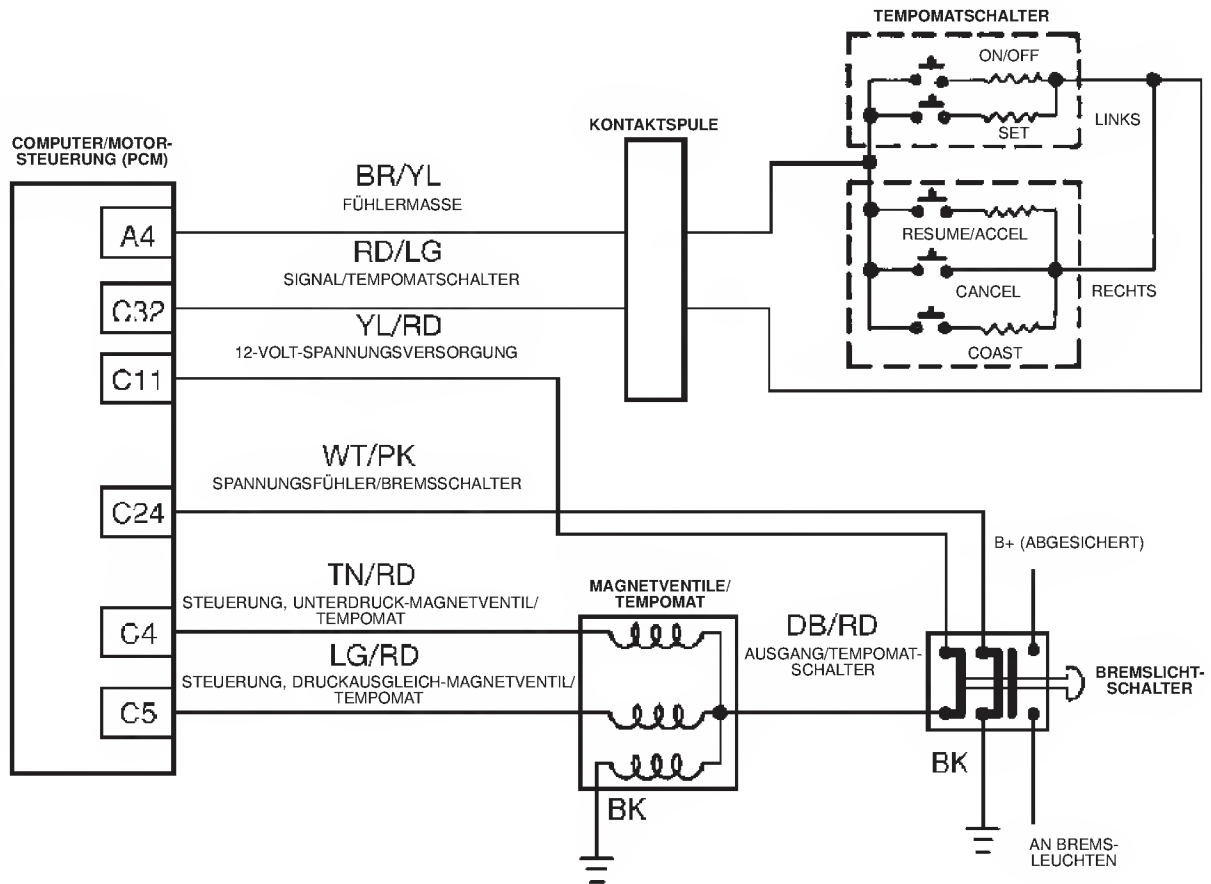 TEMPOMATSCHALTER
ON/OFF
SET
LINKS
KONTAKTSPULE
COMPUTER/MOTOR-
STEUERUNG (PCM)
BR/YL
FÜHLERMASSE
A4
RESUME/ACCEL
RD/LG
SIGNAL/TEMPOMATSCHALTER
CANCEL
RECHTS
C32
YL/RD
12-VOLT-SPANNUNGSVERSORGUNG
COAST
C11
WT/PK
SPANNUNGSFÜHLER/BREMSSCHALTER
C24
B+ (ABGESICHERT)
TN/RD
STEUERUNG, UNTERDRUCK-MAGNETVENTIL/
TEMPOMAT
C4
MAGNETVENTILE/
TEMPOMAT
DB/RD
AUSGANG/TEMPOMAT-
SCHALTER
LG/RD
STEUERUNG, DRUCKAUSGLEICH-MAGNETVENTIL/
TEMPOMAT
C5
BREMSLICHT-
SCHALTER
BK
BK
AN BREMS-
LEUCHTEN